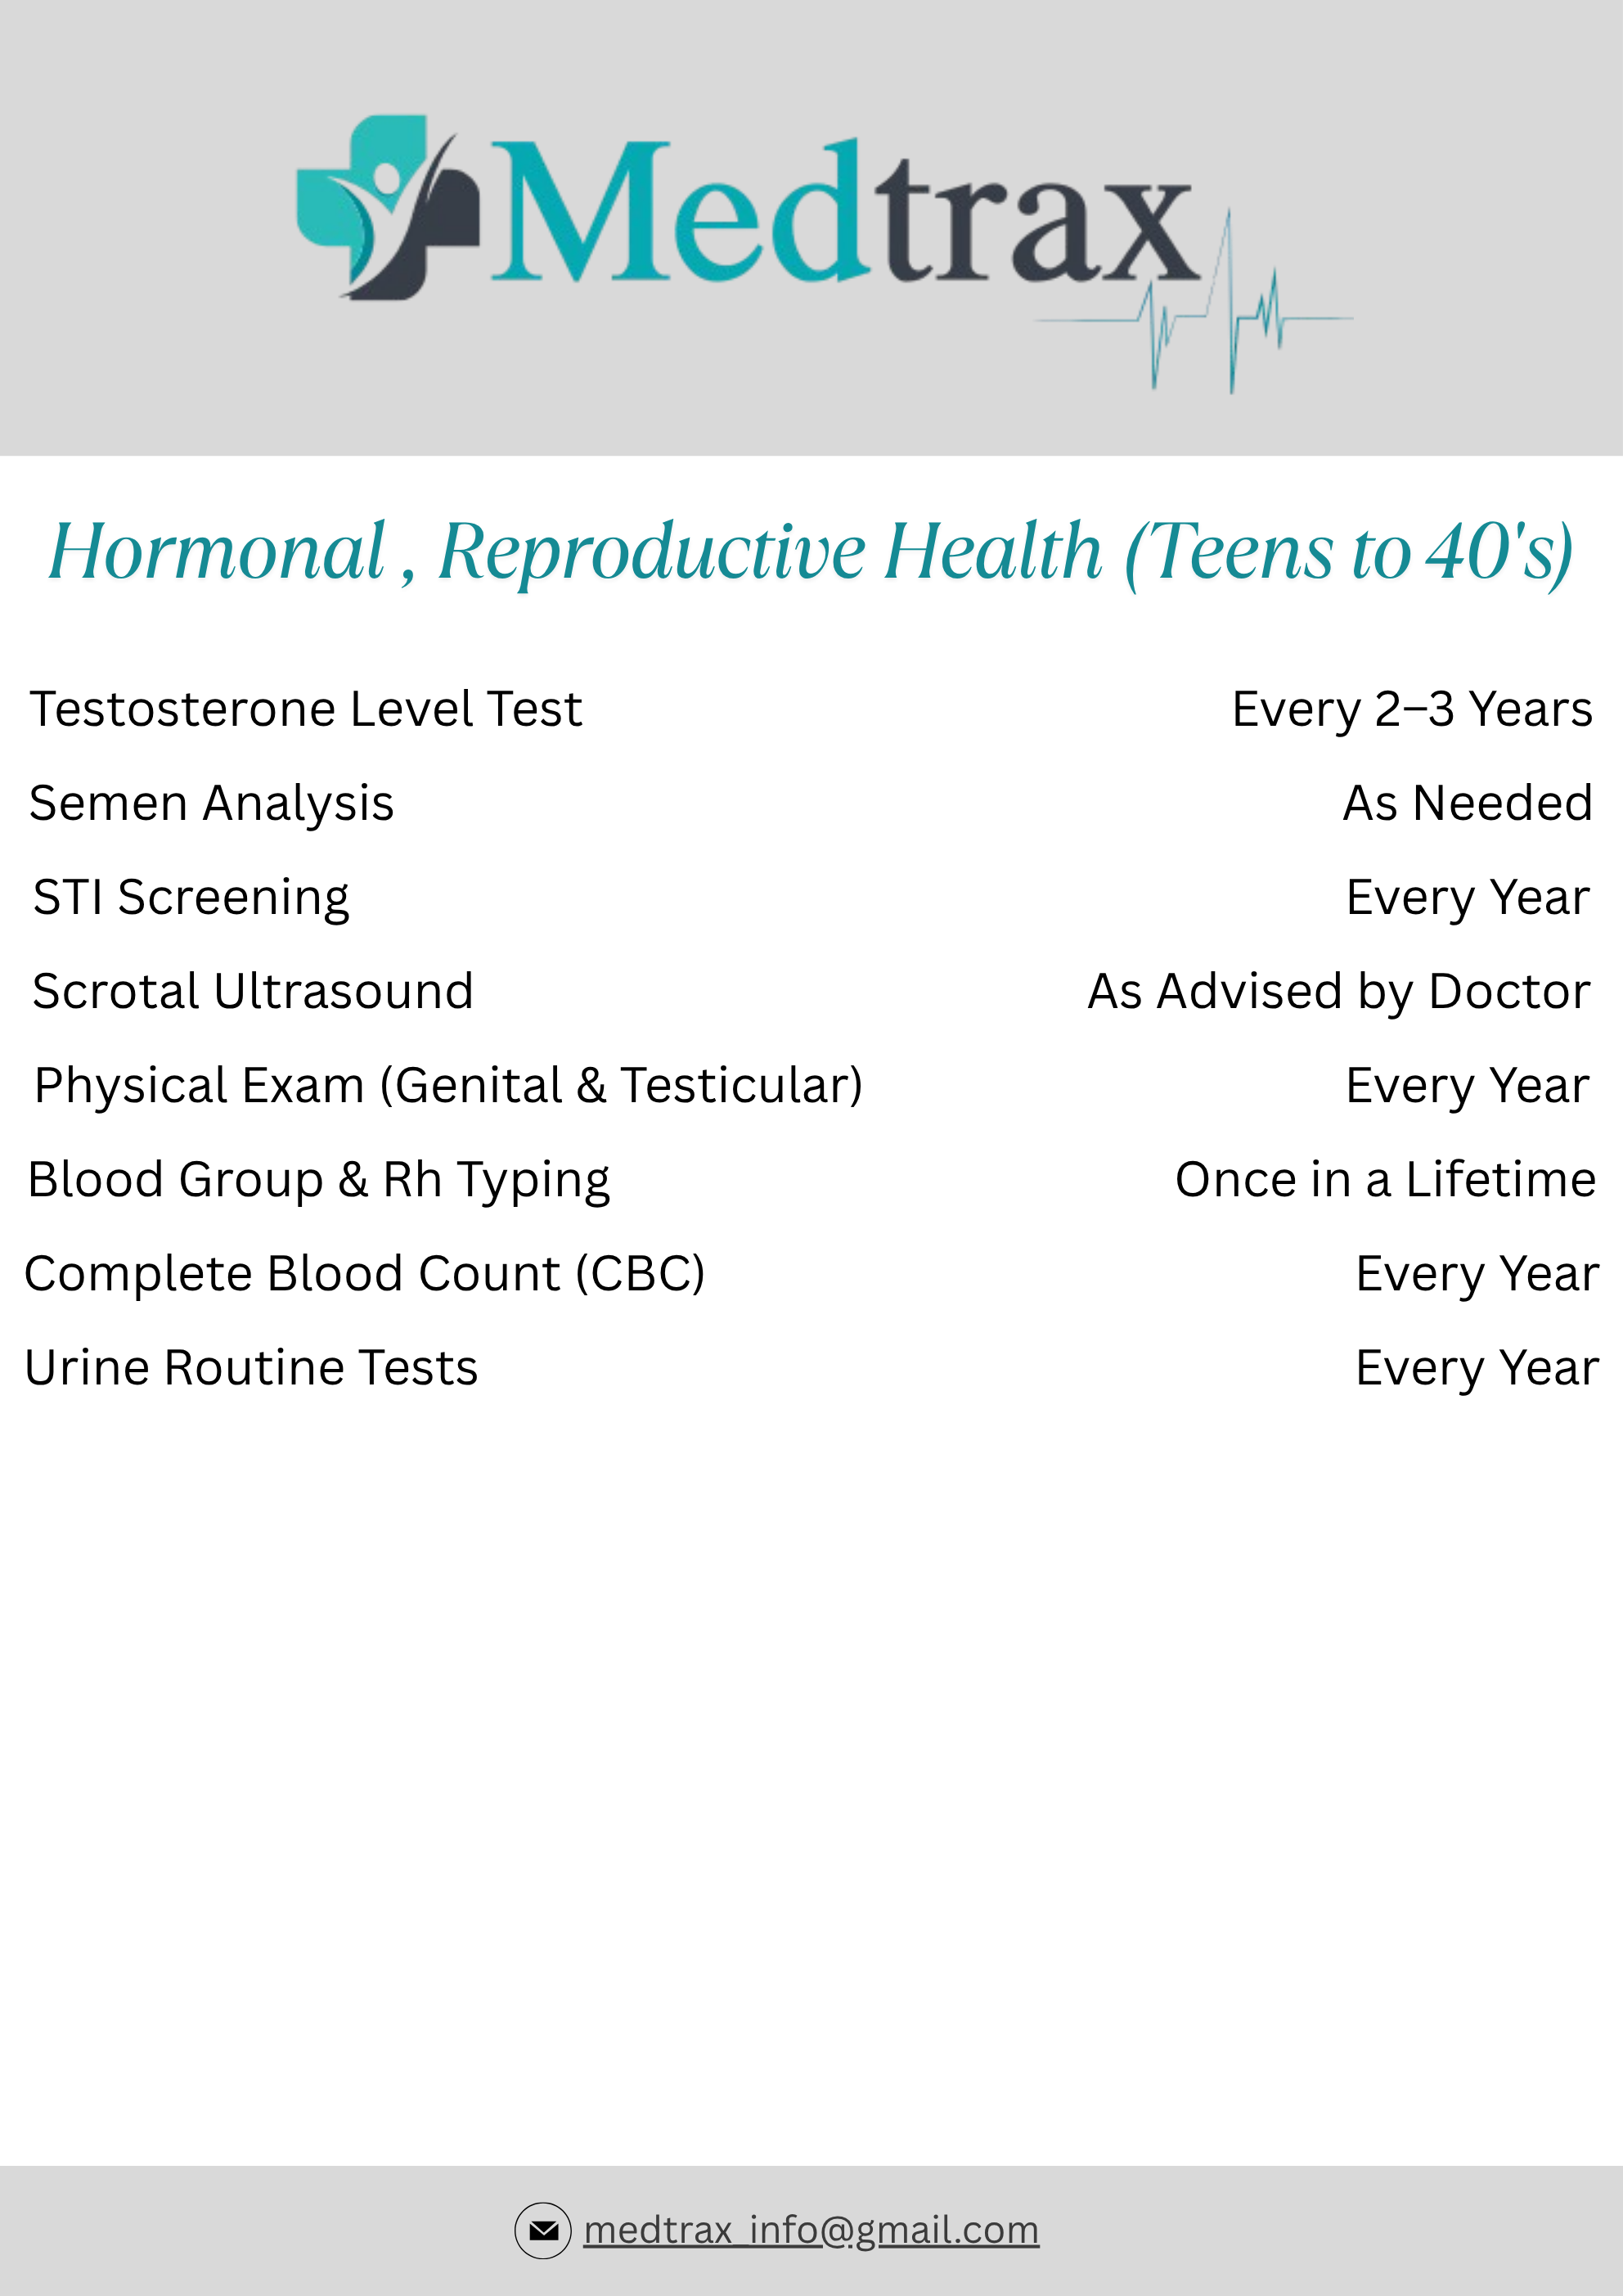 Medtrax
Hormonal , Reproductive Health (Teens to 40's)
Testosterone Level Test Every 2–3 Years
Semen Analysis As Needed
STI Screening Every Year
Scrotal Ultrasound As Advised by Doctor
Physical Exam (Genital & Testicular) Every Year
Blood Group & Rh Typing Once in a Lifetime
Complete Blood Count (CBC) Every Year
Urine Routine Tests Every Year
medtrax_info@gmail.com